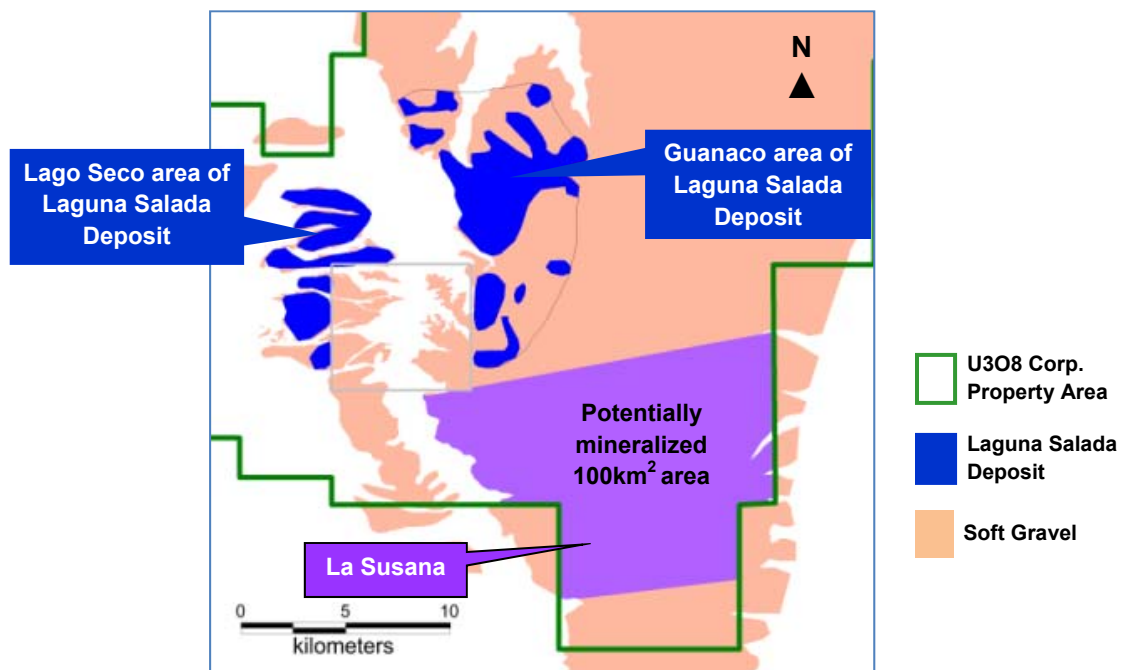 N
Lago Seco area of
Laguna Salada
Deposit
Guanaco area of
Laguna Salada
Deposit
Potentially
mineralized
100km² area
La Susana
0 5 10
kilometers
U3O8 Corp.
Property Area
Laguna Salada
Deposit
Soft Gravel